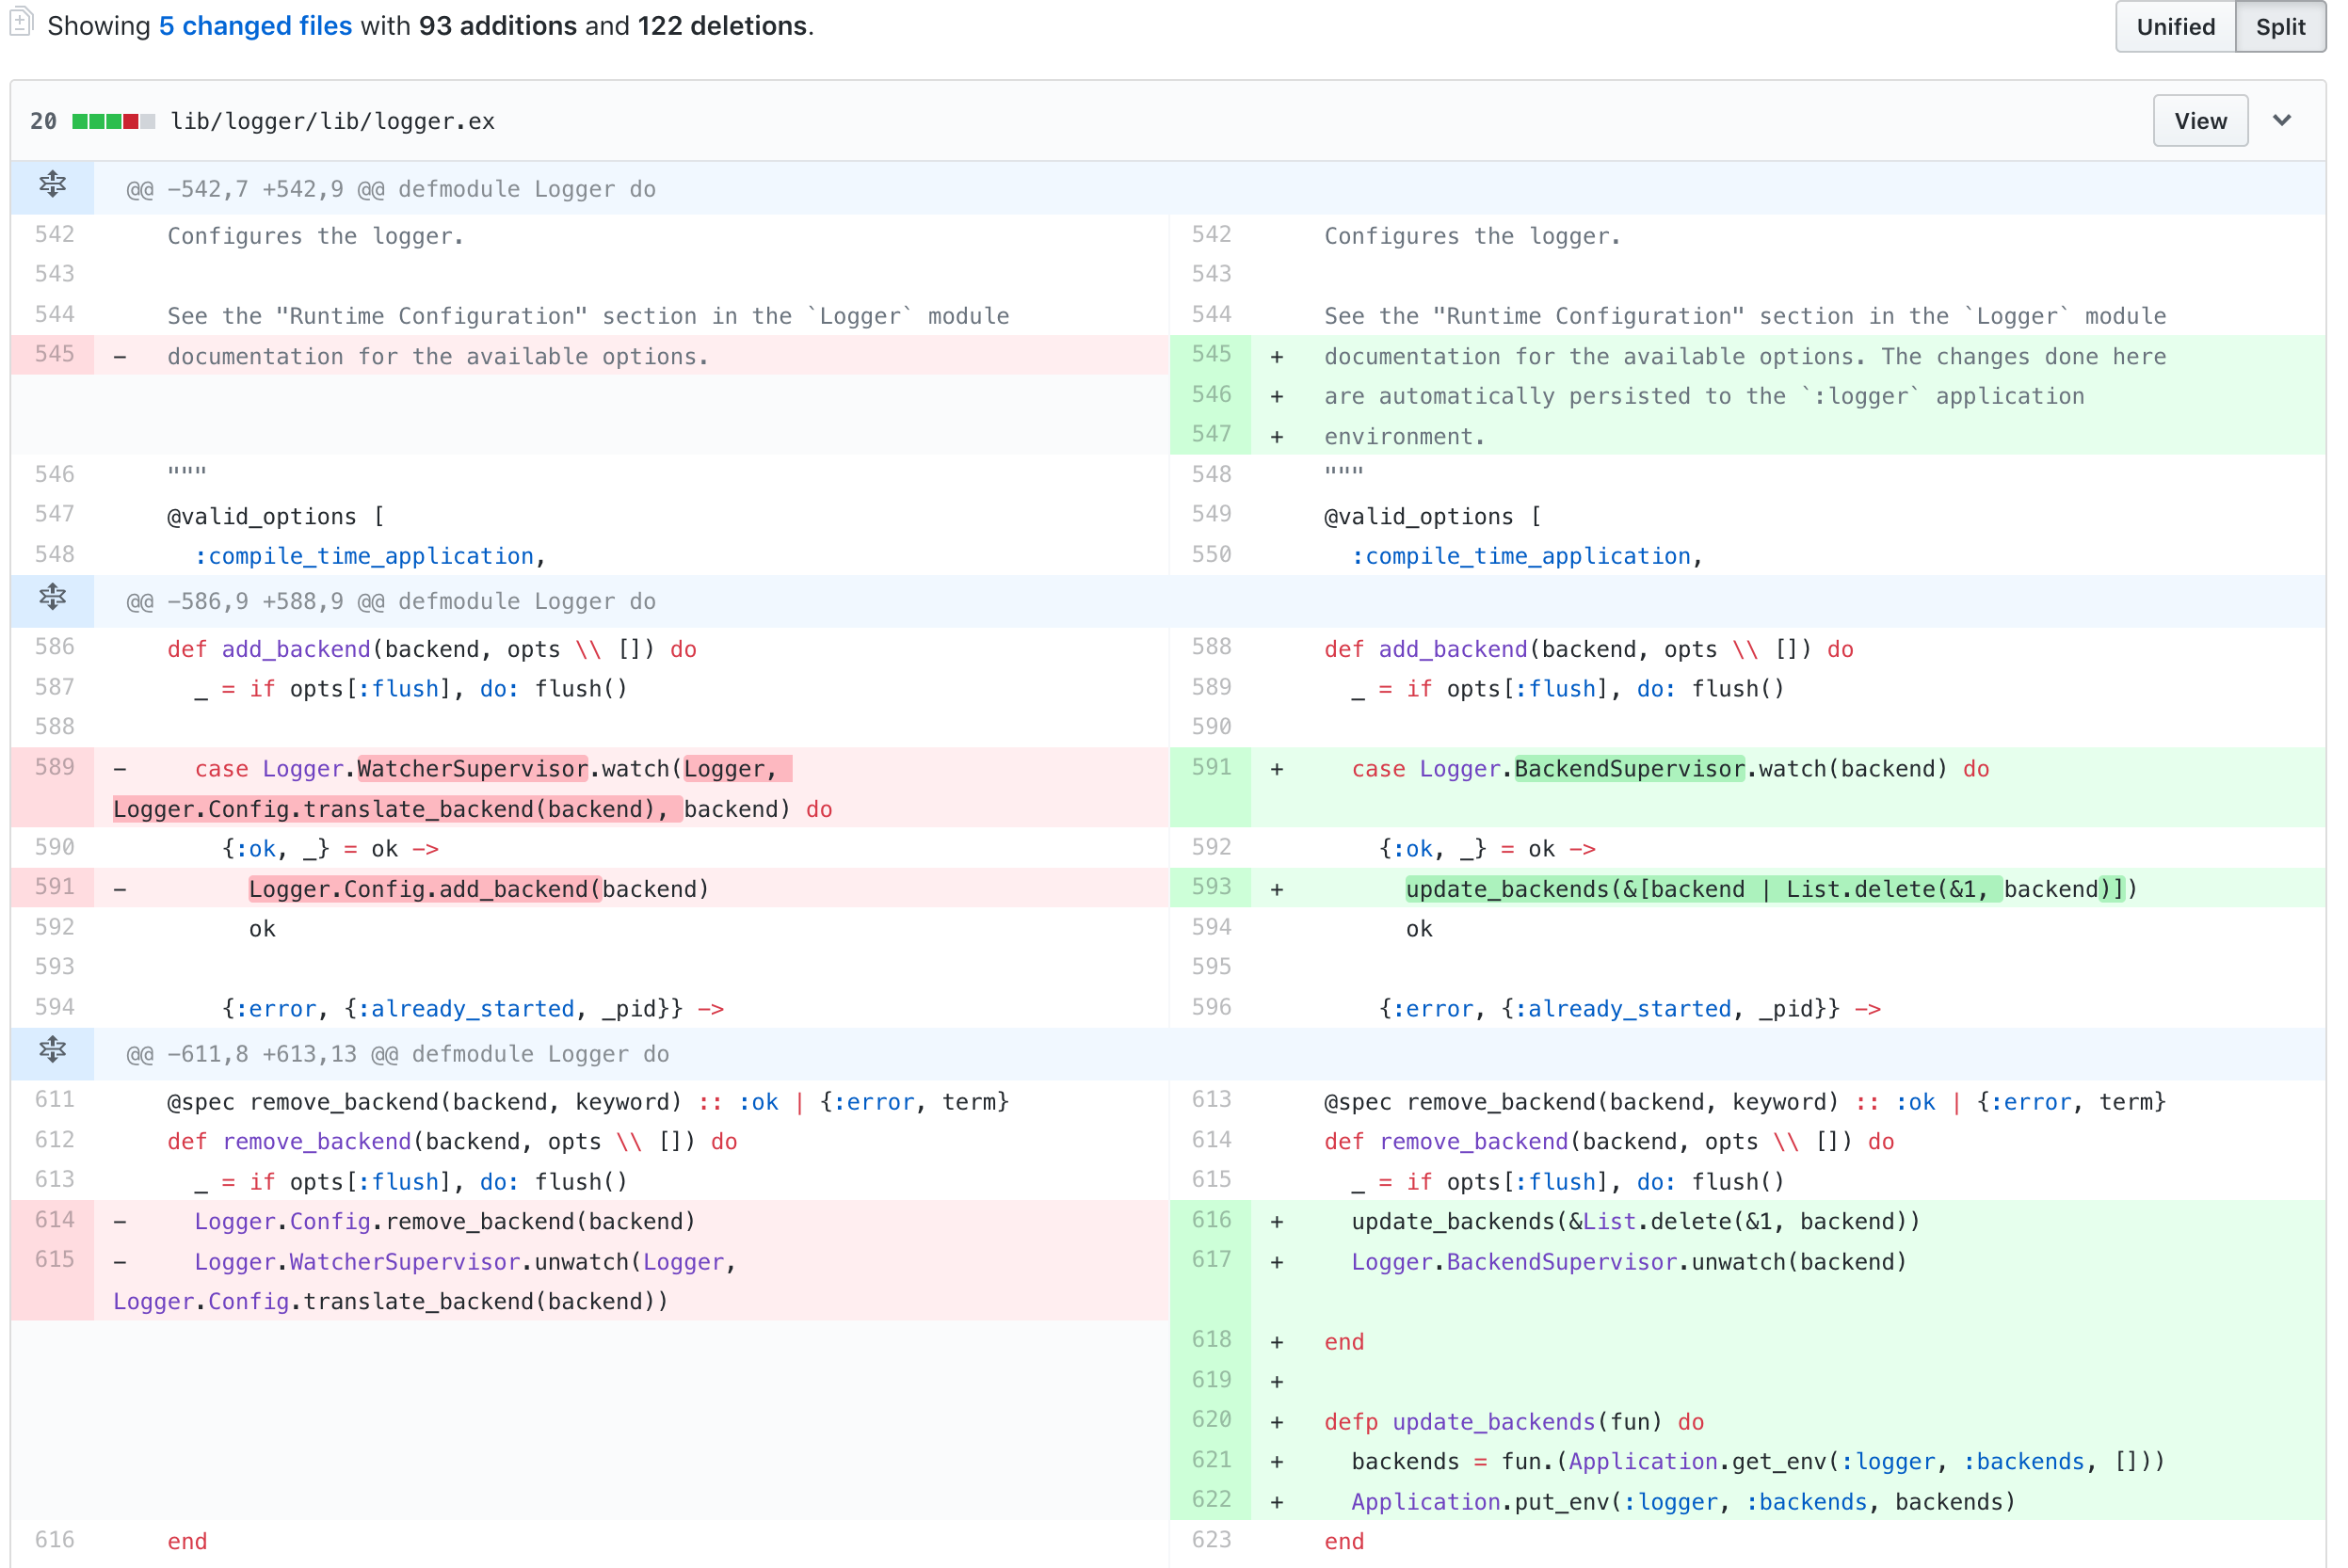 Showing 5 changed files with 93 additions and 122 deletions.
Unified Split
20 lib/logger/lib/logger.ex
View
@@ -542,7 +542,9 @@ defmodule Logger do
542 Configures the logger. 542 Configures the logger.
543 543
544 See the "Runtime Configuration" section in the `Logger` module 544 See the "Runtime Configuration" section in the `Logger` module
545 - documentation for the available options. 545 + documentation for the available options. The changes done here
546 + are automatically persisted to the `:logger` application
547 + environment.
546 """ 548 """
547 @valid_options [ 549 @valid_options [
548 :compile_time_application, 550 :compile_time_application,
@@ -586,9 +588,9 @@ defmodule Logger do
586 def add_backend(backend, opts \\ []) do 588 def add_backend(backend, opts \\ []) do
587 _ = if opts[:flush], do: flush() 589 _ = if opts[:flush], do: flush()
588 590
589 - case Logger.WatcherSupervisor.watch(Logger, 591 + case Logger.BackendSupervisor.watch(backend) do
Logger.Config.translate_backend(backend), backend) do
590 {:ok, _} = ok -> 592 {:ok, _} = ok ->
591 - Logger.Config.add_backend(backend) 593 + update_backends(&[backend | List.delete(&1, backend)])
592 ok 594 ok
593 595
594 {:error, {:already_started, _pid}} -> 596 {:error, {:already_started, _pid}} ->
@@ -611,8 +613,13 @@ defmodule Logger do
611 @spec remove_backend(backend, keyword) :: :ok | {:error, term} 613 @spec remove_backend(backend, keyword) :: :ok | {:error, term}
612 def remove_backend(backend, opts \\ []) do 614 def remove_backend(backend, opts \\ []) do
613 _ = if opts[:flush], do: flush() 615 _ = if opts[:flush], do: flush()
614 - Logger.Config.remove_backend(backend) 616 + update_backends(&List.delete(&1, backend))
615 - Logger.WatcherSupervisor.unwatch(Logger, 617 + Logger.BackendSupervisor.unwatch(backend)
Logger.Config.translate_backend(backend))
618 + end
619 +
620 + defp update_backends(fun) do
621 + backends = fun.(Application.get_env(:logger, :backends, []))
622 + Application.put_env(:logger, :backends, backends)
616 end 623 end